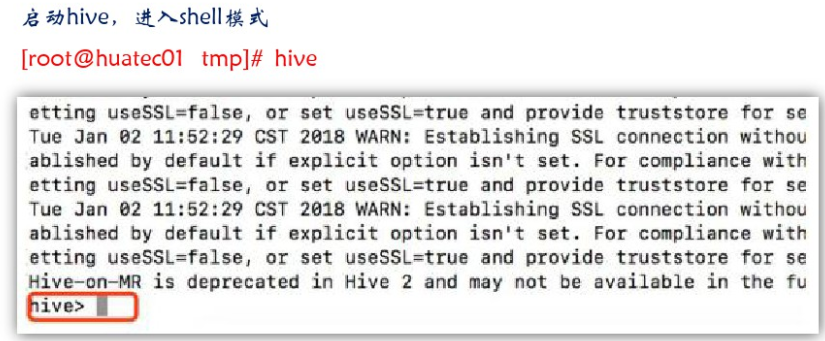 启动hive，进入shell模式
[root@huatec01 tmp]# hive
etting useSSL=false, or set useSSL=true and provide truststore for se
Tue Jan 02 11:52:29 CST 2018 WARN: Establishing SSL connection withou
ablished by default if explicit option isn't set. For compliance with
etting useSSL=false, or set useSSL=true and provide truststore for se
Tue Jan 02 11:52:29 CST 2018 WARN: Establishing SSL connection withou
ablished by default if explicit option isn't set. For compliance with
etting useSSL=false, or set useSSL=true and provide truststore for se
Hive-on-MR is deprecated in Hive 2 and may not be available in the fu
hive>